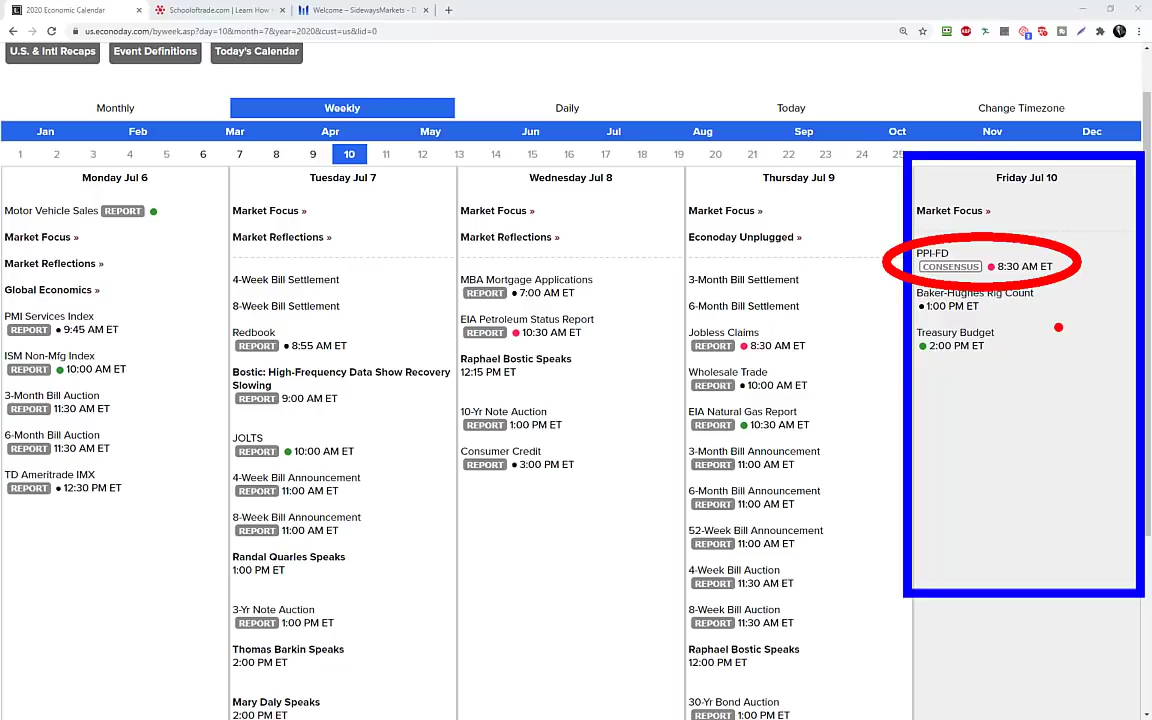 2020 Economic Calendar
Schooloftrade.com | Learn How
Welcome – SidewaysMarkets - D
us.econoday.com/byweek.asp?day=10&month=7&year=2020&cust=us&lid=0
U.S. & Intl Recaps
Event Definitions
Today's Calendar
Monthly
Weekly
Daily
Today
Change Timezone
Jan Feb Mar Apr May Jun Jul Aug Sep Oct Nov Dec
1 2 3 4 5 6 7 8 9 10 11 12 13 14 15 16 17 18 19 20 21 22 23 24 25
Monday Jul 6
Motor Vehicle Sales REPORT
Market Focus »
Market Reflections »
Global Economics »
PMI Services Index
REPORT 9:45 AM ET
ISM Non-Mfg Index
REPORT 10:00 AM ET
3-Month Bill Auction
REPORT 11:30 AM ET
6-Month Bill Auction
REPORT 11:30 AM ET
TD Ameritrade IMX
REPORT 12:30 PM ET
Tuesday Jul 7
Market Focus »
Market Reflections »
4-Week Bill Settlement
8-Week Bill Settlement
Redbook
REPORT 8:55 AM ET
Bostic: High-Frequency Data Show Recovery
Slowing
REPORT 9:00 AM ET
JOLTS
REPORT 10:00 AM ET
4-Week Bill Announcement
REPORT 11:00 AM ET
8-Week Bill Announcement
REPORT 11:00 AM ET
Randal Quarles Speaks
1:00 PM ET
3-Yr Note Auction
REPORT 1:00 PM ET
Thomas Barkin Speaks
2:00 PM ET
Mary Daly Speaks
2:00 PM ET
Wednesday Jul 8
Market Focus »
Market Reflections »
MBA Mortgage Applications
REPORT 7:00 AM ET
EIA Petroleum Status Report
REPORT 10:30 AM ET
Raphael Bostic Speaks
12:15 PM ET
10-Yr Note Auction
REPORT 1:00 PM ET
Consumer Credit
REPORT 3:00 PM ET
Thursday Jul 9
Market Focus »
Econoday Unplugged »
3-Month Bill Settlement
6-Month Bill Settlement
Jobless Claims
REPORT 8:30 AM ET
Wholesale Trade
REPORT 10:00 AM ET
EIA Natural Gas Report
REPORT 10:30 AM ET
3-Month Bill Announcement
REPORT 11:00 AM ET
6-Month Bill Announcement
REPORT 11:00 AM ET
52-Week Bill Announcement
REPORT 11:00 AM ET
4-Week Bill Auction
REPORT 11:30 AM ET
8-Week Bill Auction
REPORT 11:30 AM ET
Raphael Bostic Speaks
12:00 PM ET
30-Yr Bond Auction
REPORT 1:00 PM ET
Friday Jul 10
Market Focus »
PPI-FD
CONSENSUS 8:30 AM ET
Baker-Hughes Rig Count
1:00 PM ET
Treasury Budget
2:00 PM ET